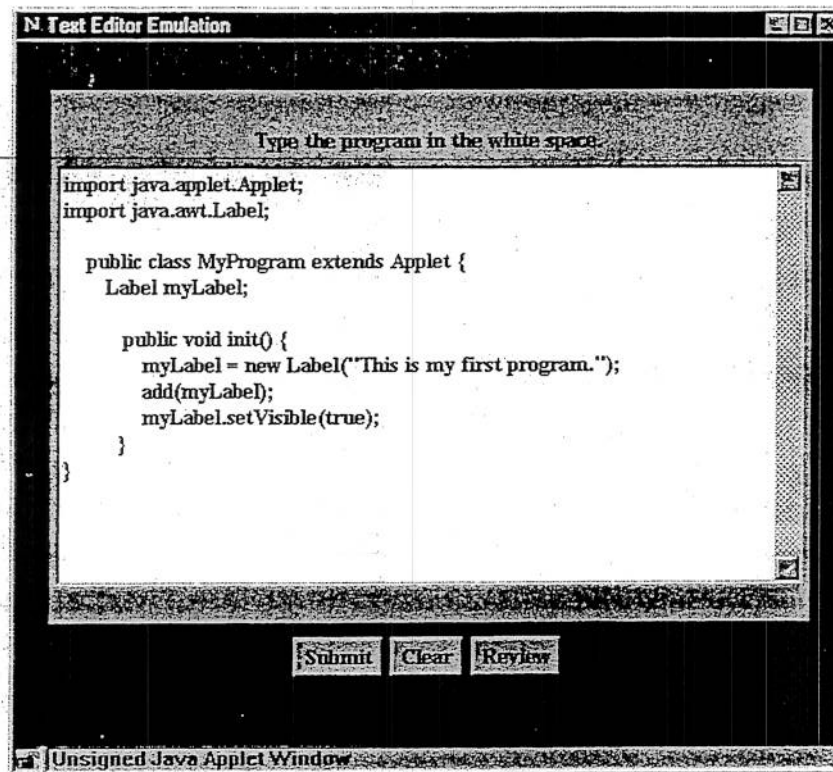 N Text Editor Emulation
Type the program in the white space.
import java.applet.Applet;
import java.awt.Label;
public class MyProgram extends Applet {
Label myLabel;
public void init() {
myLabel = new Label("This is my first program.");
add(myLabel);
myLabel.setVisible(true);
}
}
Submit Clear Review
Unsigned Java Applet Window